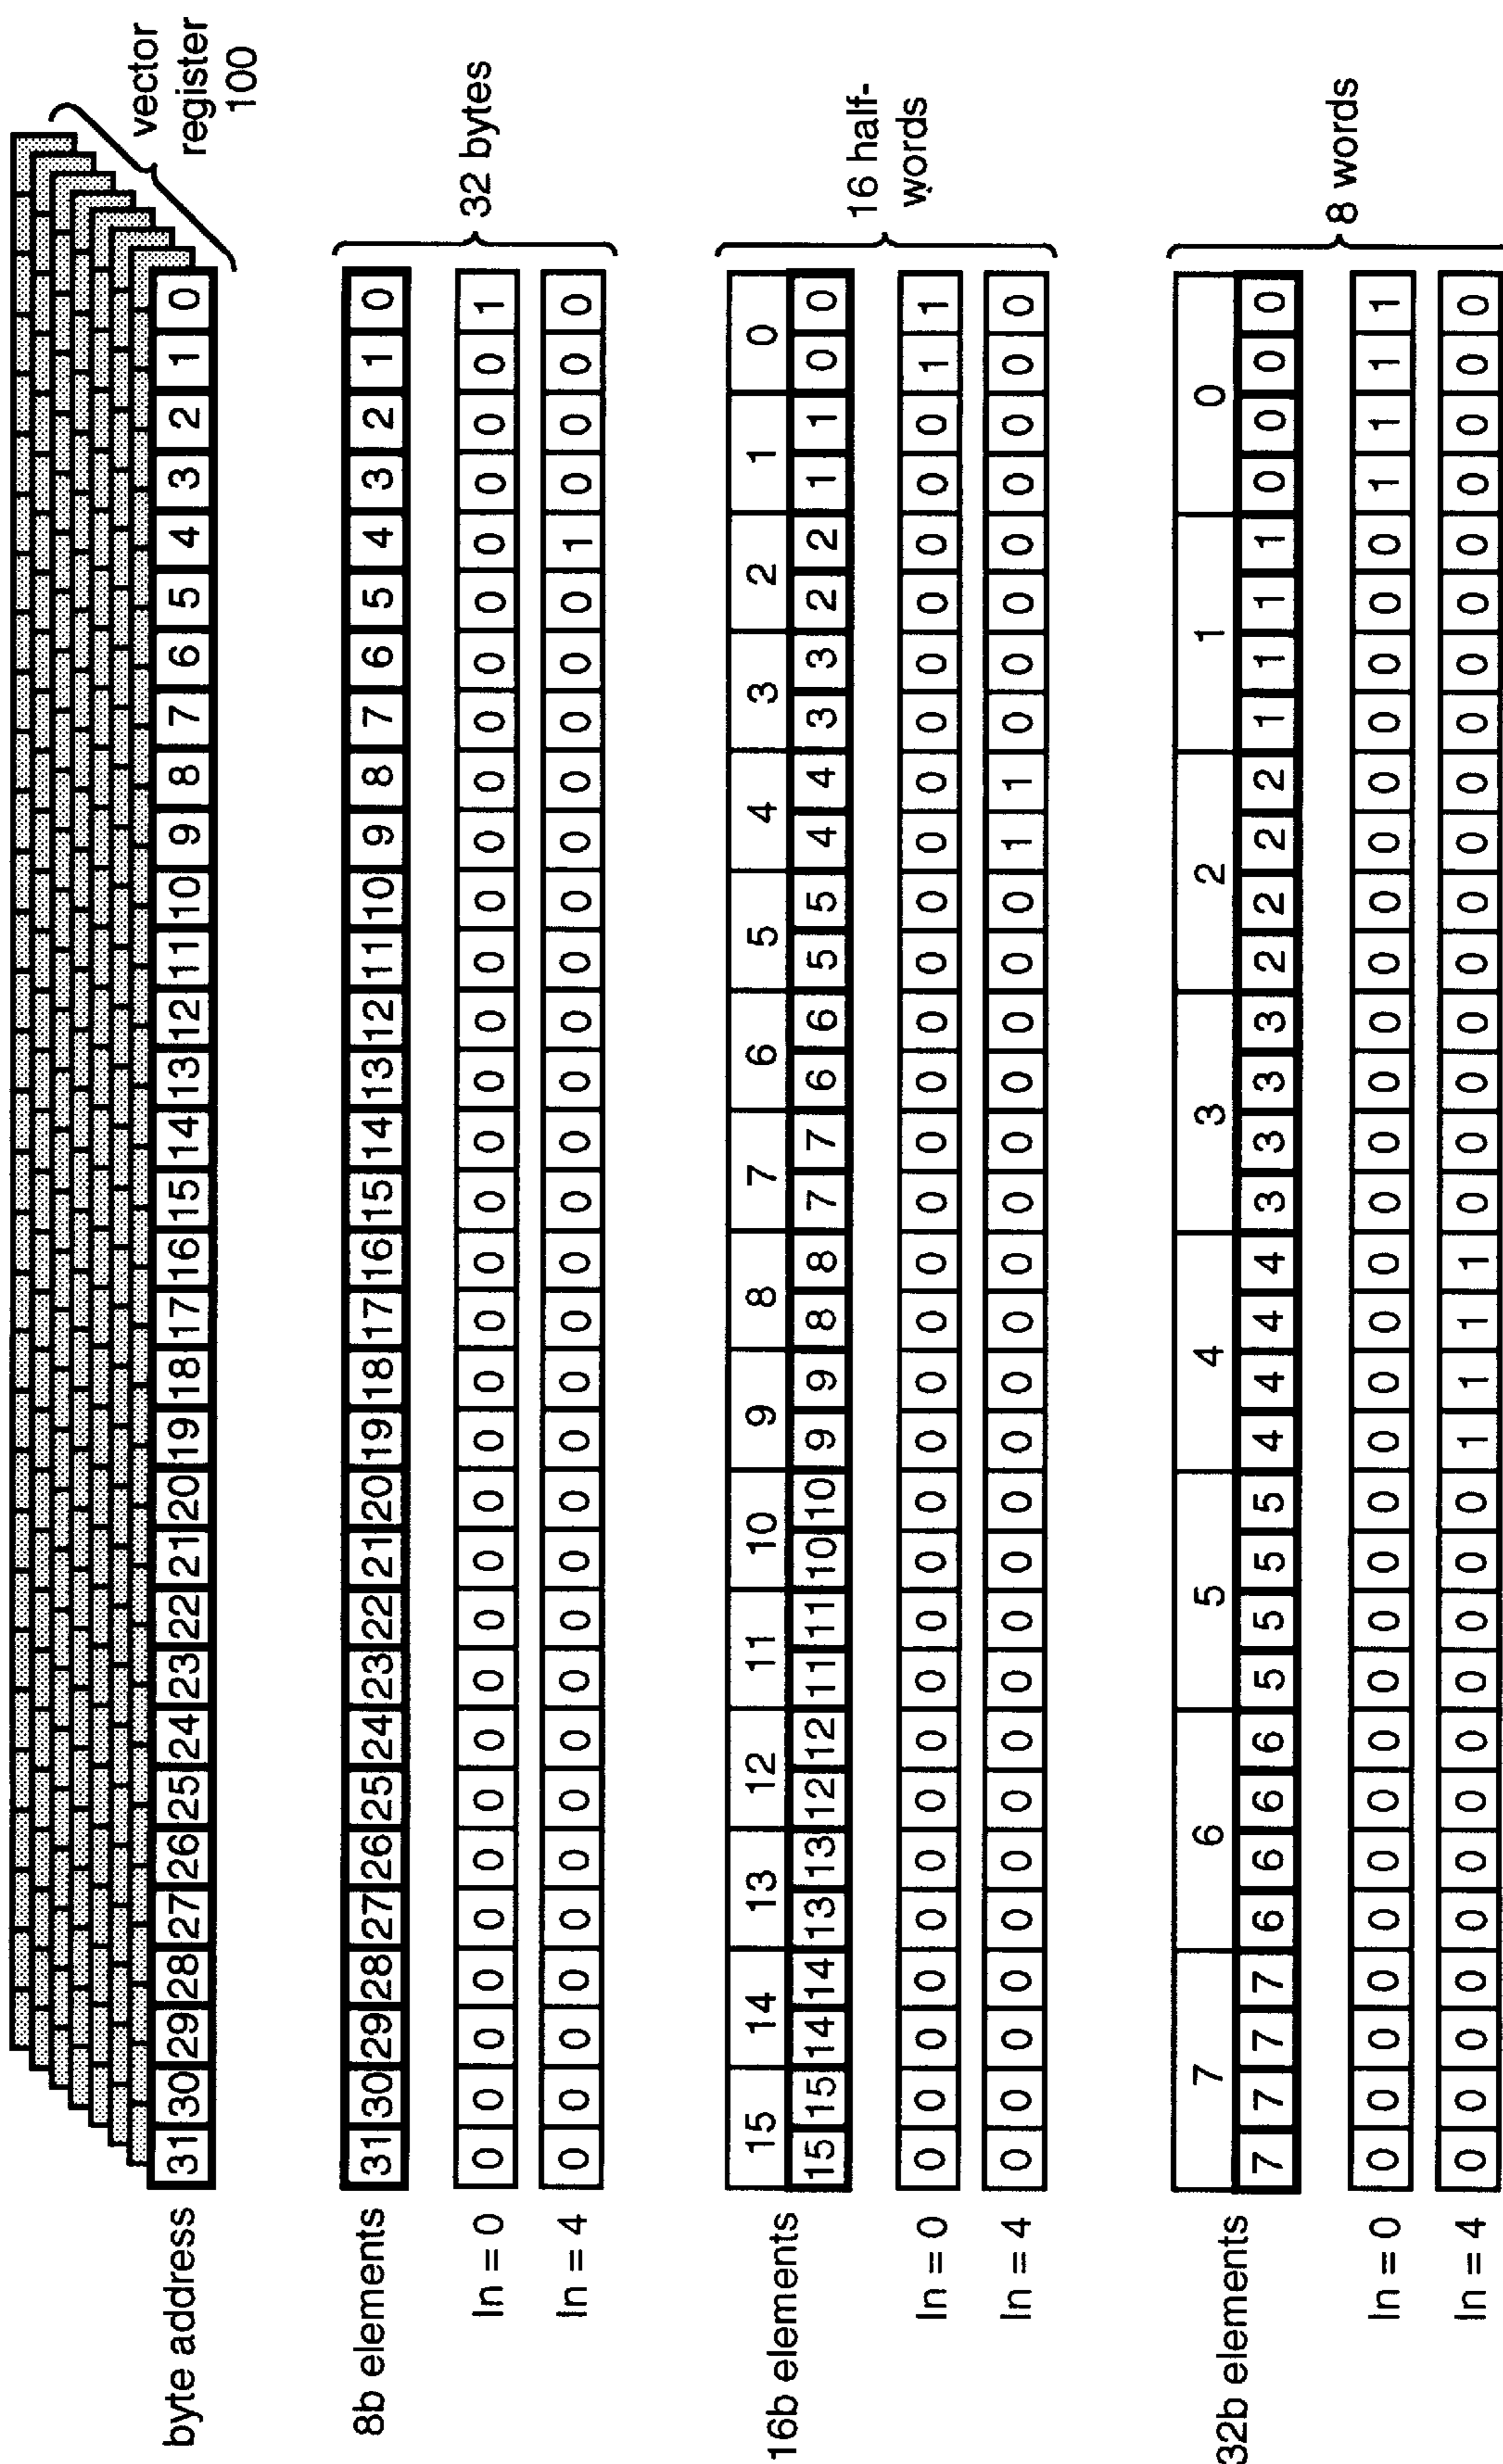 vector
register
100
byte address 31 30 29 28 27 26 25 24 23 22 21 20 19 18 17 16 15 14 13 12 11 10 9 8 7 6 5 4 3 2 1 0
8b elements 31 30 29 28 27 26 25 24 23 22 21 20 19 18 17 16 15 14 13 12 11 10 9 8 7 6 5 4 3 2 1 0
In = 0 0 0 0 0 0 0 0 0 0 0 0 0 0 0 0 0 0 0 0 0 0 0 0 0 0 0 0 0 0 0 0 1
32 bytes
In = 4 0 0 0 0 0 0 0 0 0 0 0 0 0 0 0 0 0 0 0 0 0 0 0 0 0 0 0 1 0 0 0 0
15 14 13 12 11 10 9 8 7 6 5 4 3 2 1 0
16b elements 15 15 14 14 13 13 12 12 11 11 10 10 9 9 8 8 7 7 6 6 5 5 4 4 3 3 2 2 1 1 0 0
16 half-
words
In = 0 0 0 0 0 0 0 0 0 0 0 0 0 0 0 0 0 0 0 0 0 0 0 0 0 0 0 0 0 0 0 1 1
In = 4 0 0 0 0 0 0 0 0 0 0 0 0 0 0 0 0 0 0 0 0 0 0 1 1 0 0 0 0 0 0 0 0
7 6 5 4 3 2 1 0
32b elements 7 7 7 7 6 6 6 6 5 5 5 5 4 4 4 4 3 3 3 3 2 2 2 2 1 1 1 1 0 0 0 0
8 words
In = 0 0 0 0 0 0 0 0 0 0 0 0 0 0 0 0 0 0 0 0 0 0 0 0 0 0 0 0 0 1 1 1 1
In = 4 0 0 0 0 0 0 0 0 0 0 0 0 1 1 1 1 0 0 0 0 0 0 0 0 0 0 0 0 0 0 0 0